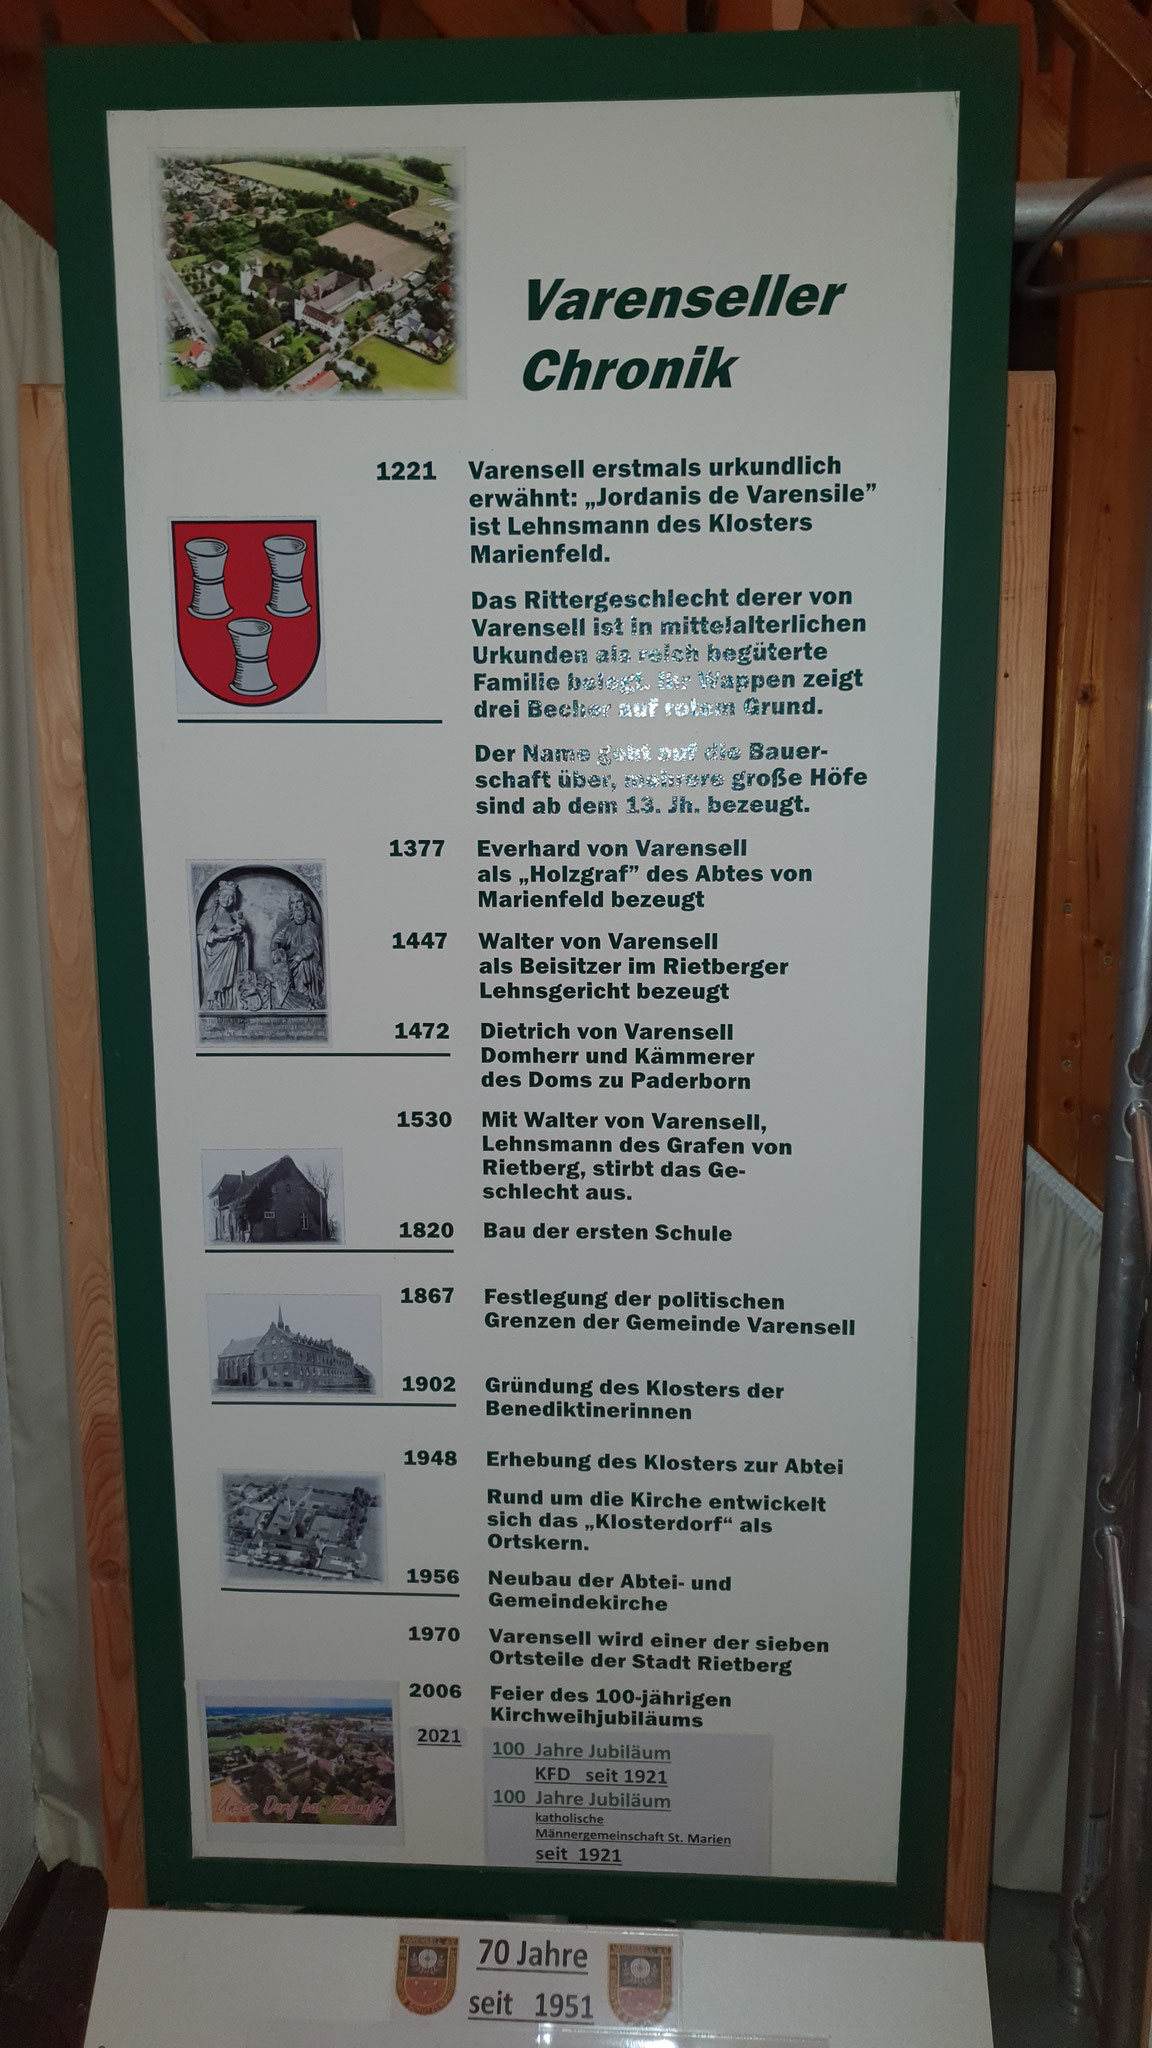 Varenseller
Chronik
1221 Varensell erstmals urkundlich
erwähnt: „Jordanis de Varensile”
ist Lehnsmann des Klosters
Marienfeld.
Das Rittergeschlecht derer von
Varensell ist in mittelalterlichen
Urkunden als reich begüterte
Familie belegt. Ihr Wappen zeigt
drei Becher auf rotem Grund.
Der Name geht auf die Bauer-
schaft über, mehrere große Höfe
sind ab dem 13. Jh. bezeugt.
1377 Everhard von Varensell
als „Holzgraf” des Abtes von
Marienfeld bezeugt
1447 Walter von Varensell
als Beisitzer im Rietberger
Lehnsgericht bezeugt
1472 Dietrich von Varensell
Domherr und Kämmerer
des Doms zu Paderborn
1530 Mit Walter von Varensell,
Lehnsmann des Grafen von
Rietberg, stirbt das Ge-
schlecht aus.
1820 Bau der ersten Schule
1867 Festlegung der politischen
Grenzen der Gemeinde Varensell
1902 Gründung des Klosters der
Benediktinerinnen
1948 Erhebung des Klosters zur Abtei
Rund um die Kirche entwickelt
sich das „Klosterdorf“ als
Ortskern.
1956 Neubau der Abtei- und
Gemeindekirche
1970 Varensell wird einer der sieben
Ortsteile der Stadt Rietberg
2006 Feier des 100-jährigen
Kirchweihjubiläums
2021 100 Jahre Jubiläum
KFD seit 1921
100 Jahre Jubiläum
katholische
Männergemeinschaft St. Marien
seit 1921
Unser Dorf hat Zukunft!
70 Jahre
seit 1951